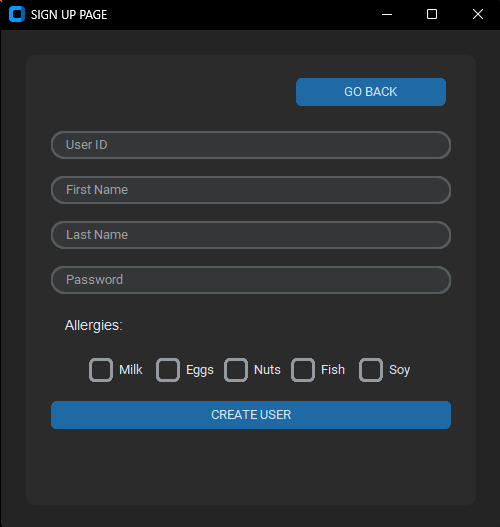 SIGN UP PAGE
GO BACK
User ID
First Name
Last Name
Password
Allergies:
Milk Eggs Nuts Fish Soy
CREATE USER